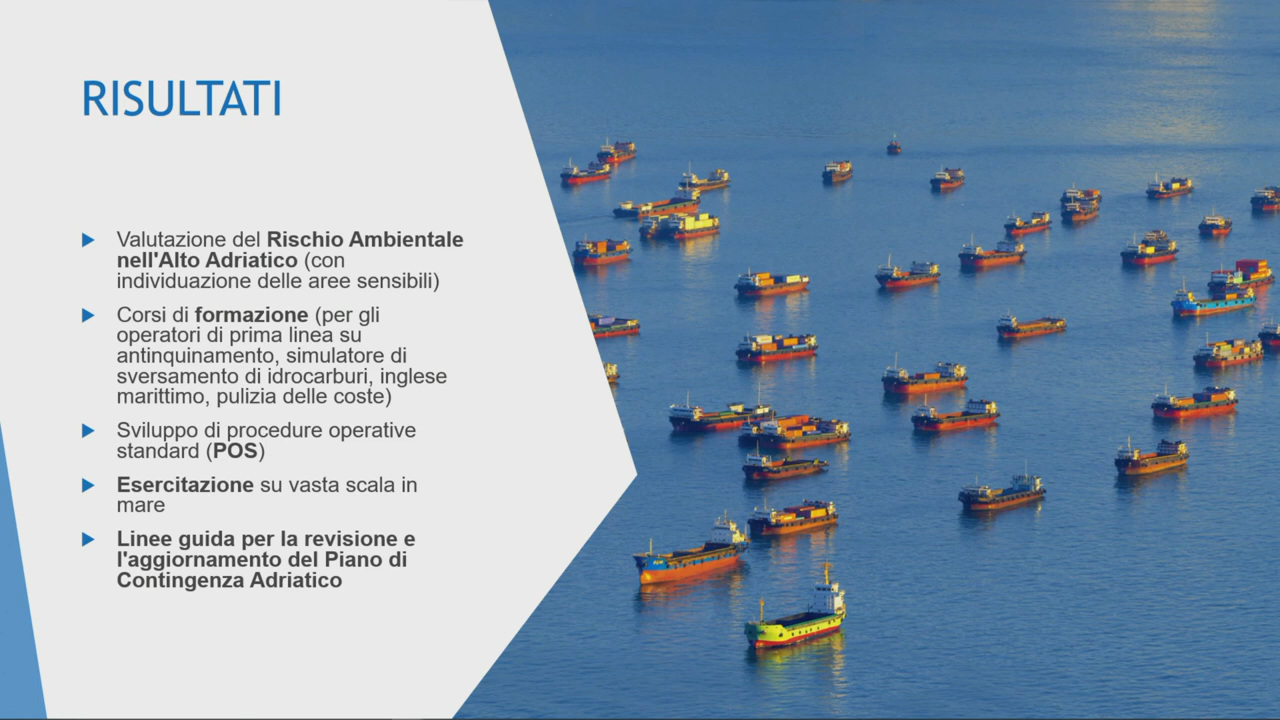 RISULTATI
Valutazione del Rischio Ambientale
nell'Alto Adriatico (con
individuazione delle aree sensibili)
Corsi di formazione (per gli
operatori di prima linea su
antinquinamento, simulatore di
sversamento di idrocarburi, inglese
marittimo, pulizia delle coste)
Sviluppo di procedure operative
standard (POS)
Esercitazione su vasta scala in
mare
Linee guida per la revisione e
l'aggiornamento del Piano di
Contingenza Adriatico